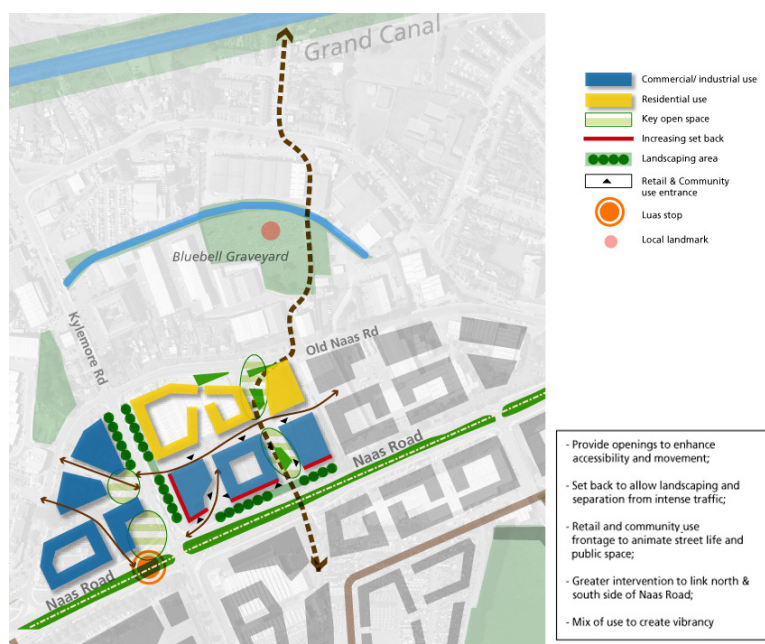 Grand Canal
Bluebell Graveyard
Kylemore Rd
Old Naas Rd
Naas Road
Naas Road
Commercial/ industrial use
Residential use
Key open space
Increasing set back
Landscaping area
Retail & Community
use entrance
Luas stop
Local landmark
- Provide openings to enhance
accessibility and movement;
- Set back to allow landscaping and
separation from intense traffic;
- Retail and community use
frontage to animate street life and
public space;
- Greater intervention to link north &
south side of Naas Road;
- Mix of use to create vibrancy